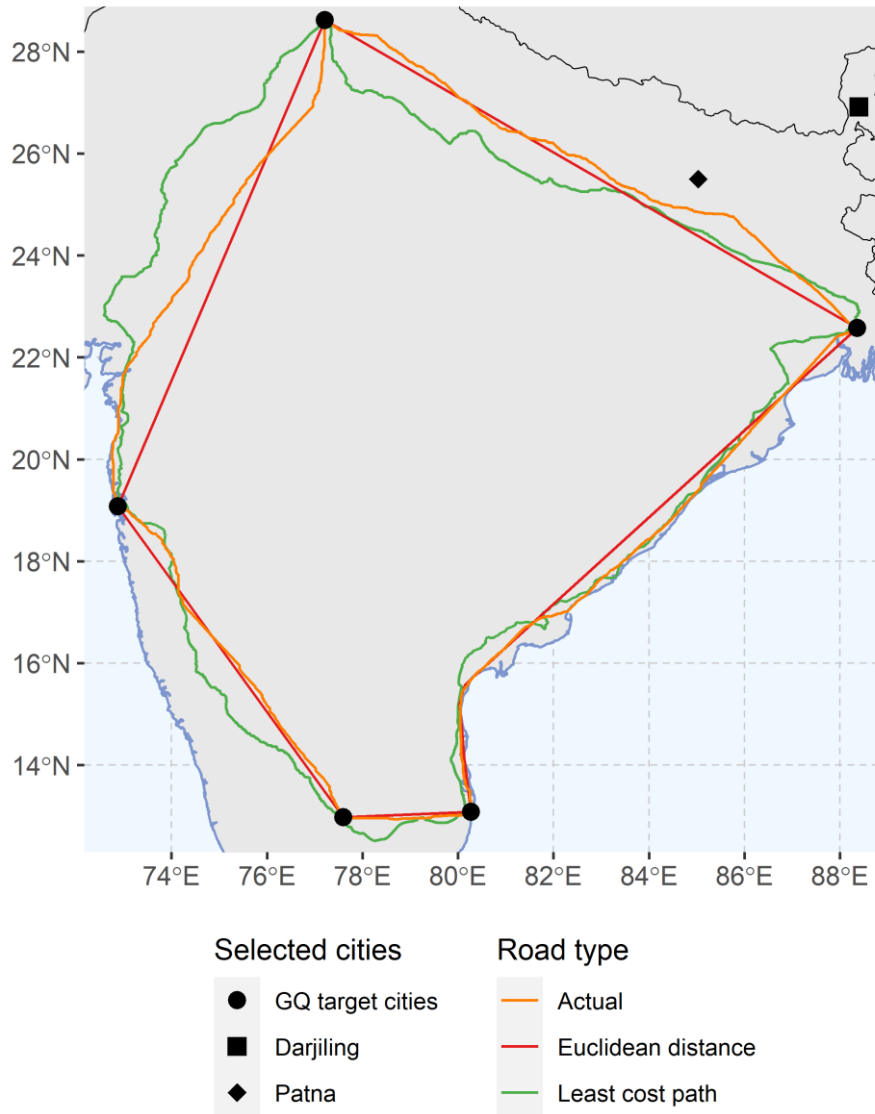 28°N
26°N
24°N
22°N
20°N
18°N
16°N
14°N
74°E 76°E 78°E 80°E 82°E 84°E 86°E 88°E
Selected cities
GQ target cities
Darjiling
Patna
Road type
Actual
Euclidean distance
Least cost path